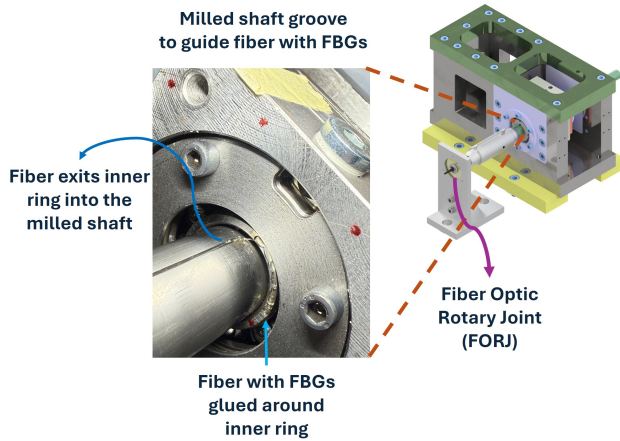 Milled shaft groove
to guide fiber with FBGs
Fiber exits inner
ring into the
milled shaft
Fiber Optic
Rotary Joint
(FORJ)
Fiber with FBGs
glued around
inner ring